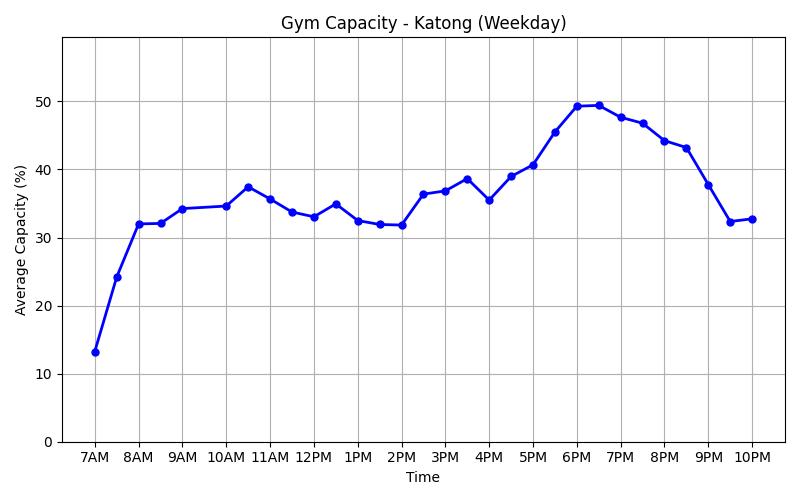 Gym Capacity - Katong (Weekday)
Average Capacity (%)
50
40
30
20
10
0
7AM 8AM 9AM 10AM 11AM 12PM 1PM 2PM 3PM 4PM 5PM 6PM 7PM 8PM 9PM 10PM
Time